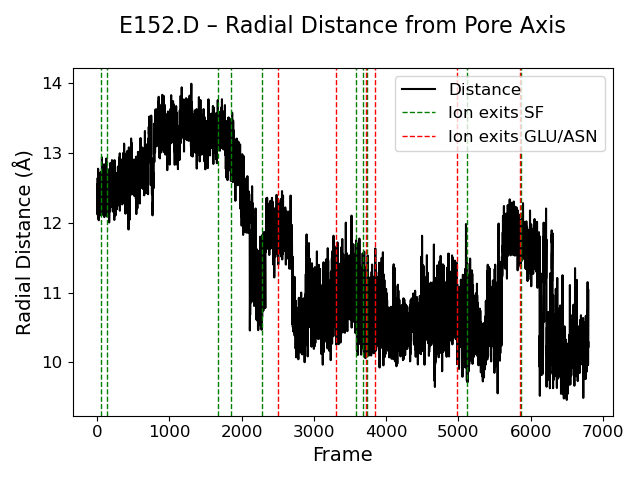 E152.D – Radial Distance from Pore Axis
Radial Distance (Å)
14
13
12
11
10
Distance
Ion exits SF
Ion exits GLU/ASN
0 1000 2000 3000 4000 5000 6000 7000
Frame